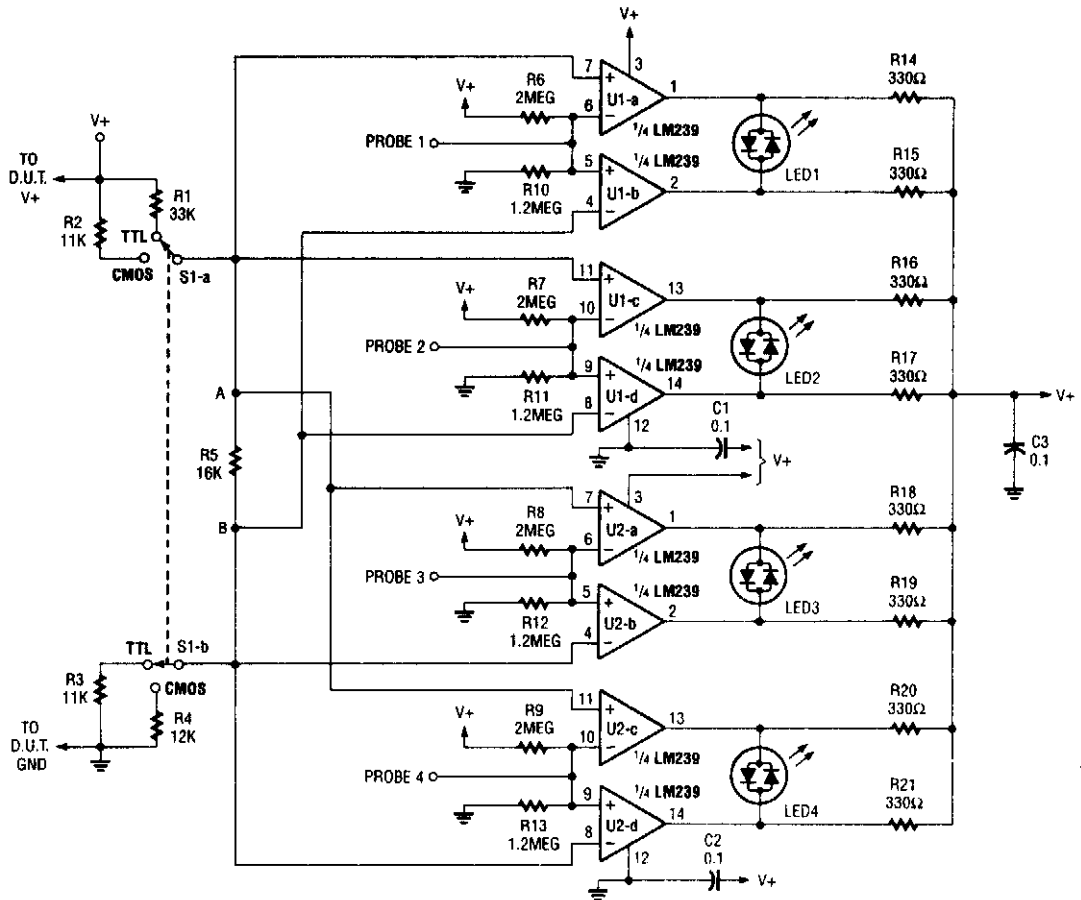 V+
TO
D.U.T.
V+
R1
33K
R2
11K
TTL
CMOS
S1-a
A
R5
16K
B
TTL
S1-b
CMOS
R3
11K
R4
12K
TO
D.U.T.
GND
V+
3
7
+
1
U1-a
6
−
R6
2MEG
V+
1/4 LM239
PROBE 1
1/4 LM239
5
+
U1-b
2
4
−
R10
1.2MEG
LED1
R14
330Ω
R15
330Ω
11
+
13
U1-c
10
−
R7
2MEG
V+
1/4 LM239
PROBE 2
1/4 LM239
9
+
U1-d
14
8
−
12
R11
1.2MEG
LED2
R16
330Ω
R17
330Ω
V+
C3
0.1
C1
0.1
V+
3
7
+
1
U2-a
6
−
R8
2MEG
V+
1/4 LM239
PROBE 3
1/4 LM239
5
+
U2-b
2
4
−
R12
1.2MEG
LED3
R18
330Ω
R19
330Ω
11
+
13
U2-c
10
−
R9
2MEG
V+
1/4 LM239
PROBE 4
1/4 LM239
9
+
U2-d
14
8
−
12
R13
1.2MEG
LED4
R20
330Ω
R21
330Ω
C2
0.1
V+